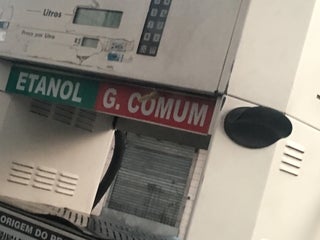 Litros
Preço por Litro
ETANOL G. COMUM
ORIGEM DO